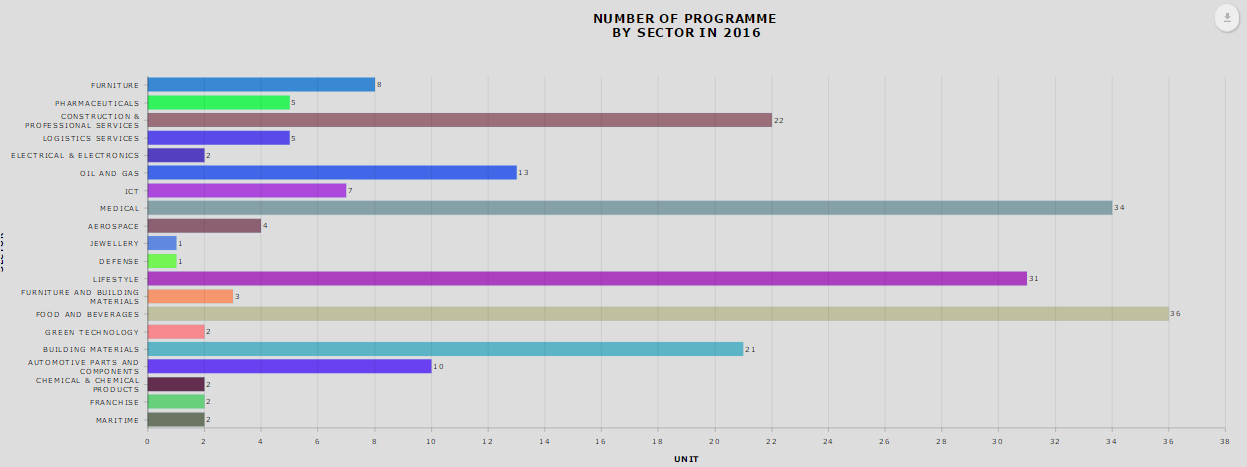 NUMBER OF PROGRAMME
BY SECTOR IN 2016
FURNITURE
8
PHARMACEUTICALS
5
CONSTRUCTION &
PROFESSIONAL SERVICES
22
LOGISTICS SERVICES
5
ELECTRICAL & ELECTRONICS
2
OIL AND GAS
13
ICT
7
MEDICAL
34
AEROSPACE
4
JEWELLERY
1
DEFENSE
1
LIFESTYLE
31
FURNITURE AND BUILDING
MATERIALS
3
FOOD AND BEVERAGES
36
GREEN TECHNOLOGY
2
BUILDING MATERIALS
21
AUTOMOTIVE PARTS AND
COMPONENTS
10
CHEMICAL & CHEMICAL
PRODUCTS
2
FRANCHISE
2
MARITIME
2
0 2 4 6 8 10 12 14 16 18 20 22 24 26 28 30 32 34 36 38
UNIT